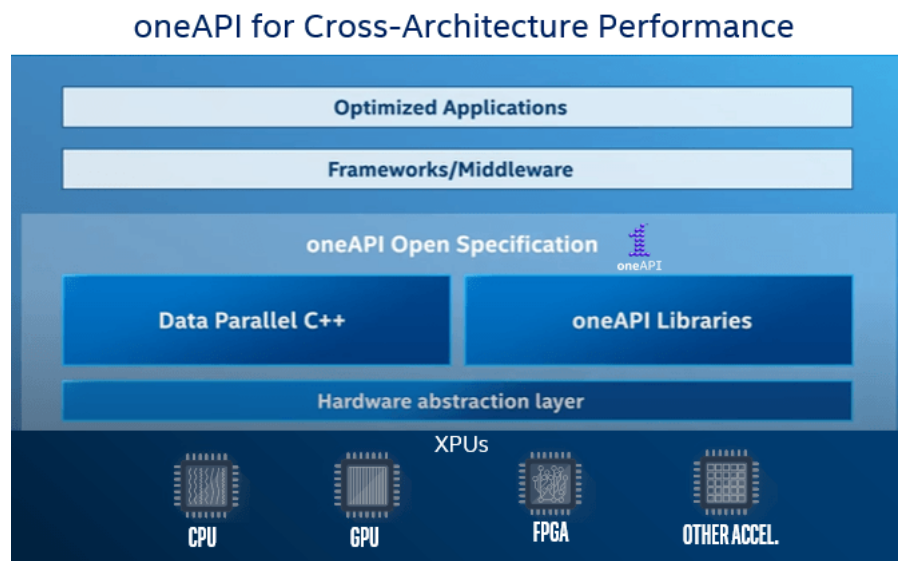 oneAPI for Cross-Architecture Performance
Optimized Applications
Frameworks/Middleware
oneAPI Open Specification
oneAPI
Data Parallel C++
oneAPI Libraries
Hardware abstraction layer
XPUs
CPU
GPU
FPGA
OTHER ACCEL.